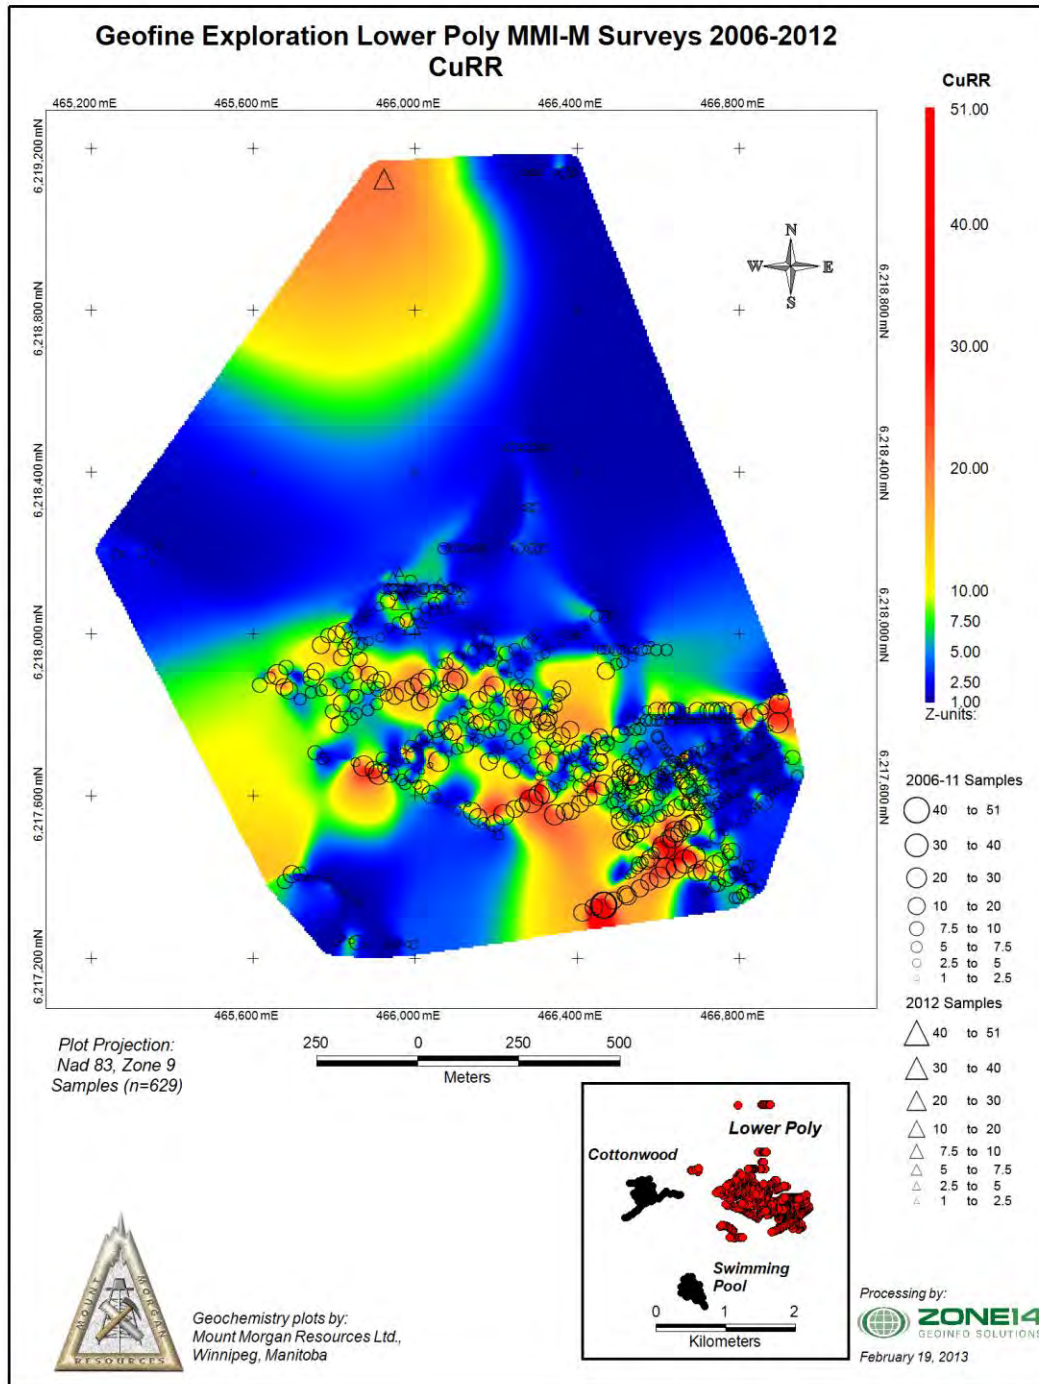 Geofine Exploration Lower Poly MMI-M Surveys 2006-2012
CuRR
465,200 mE
465,600 mE
466,000 mE
466,400 mE
466,800 mE
6,219,200 mN
6,218,800 mN
6,218,400 mN
6,218,000 mN
6,217,600 mN
6,217,200 mN
N
W E
S
6,218,800 mN
6,218,400 mN
6,218,000 mN
6,217,600 mN
465,600 mE
466,000 mE
466,400 mE
466,800 mE
CuRR
51.00
40.00
30.00
20.00
10.00
7.50
5.00
2.50
1.00
Z-units:
2006-11 Samples
40 to 51
30 to 40
20 to 30
10 to 20
7.5 to 10
5 to 7.5
2.5 to 5
1 to 2.5
2012 Samples
40 to 51
30 to 40
20 to 30
10 to 20
7.5 to 10
5 to 7.5
2.5 to 5
1 to 2.5
Plot Projection:
Nad 83, Zone 9
Samples (n=629)
250 0 250 500
Meters
Lower Poly
Cottonwood
Swimming
Pool
0 1 2
Kilometers
MOUNT MORGAN
RESOURCES
Geochemistry plots by:
Mount Morgan Resources Ltd.,
Winnipeg, Manitoba
Processing by:
ZONE14
GEOINFO SOLUTIONS
February 19, 2013